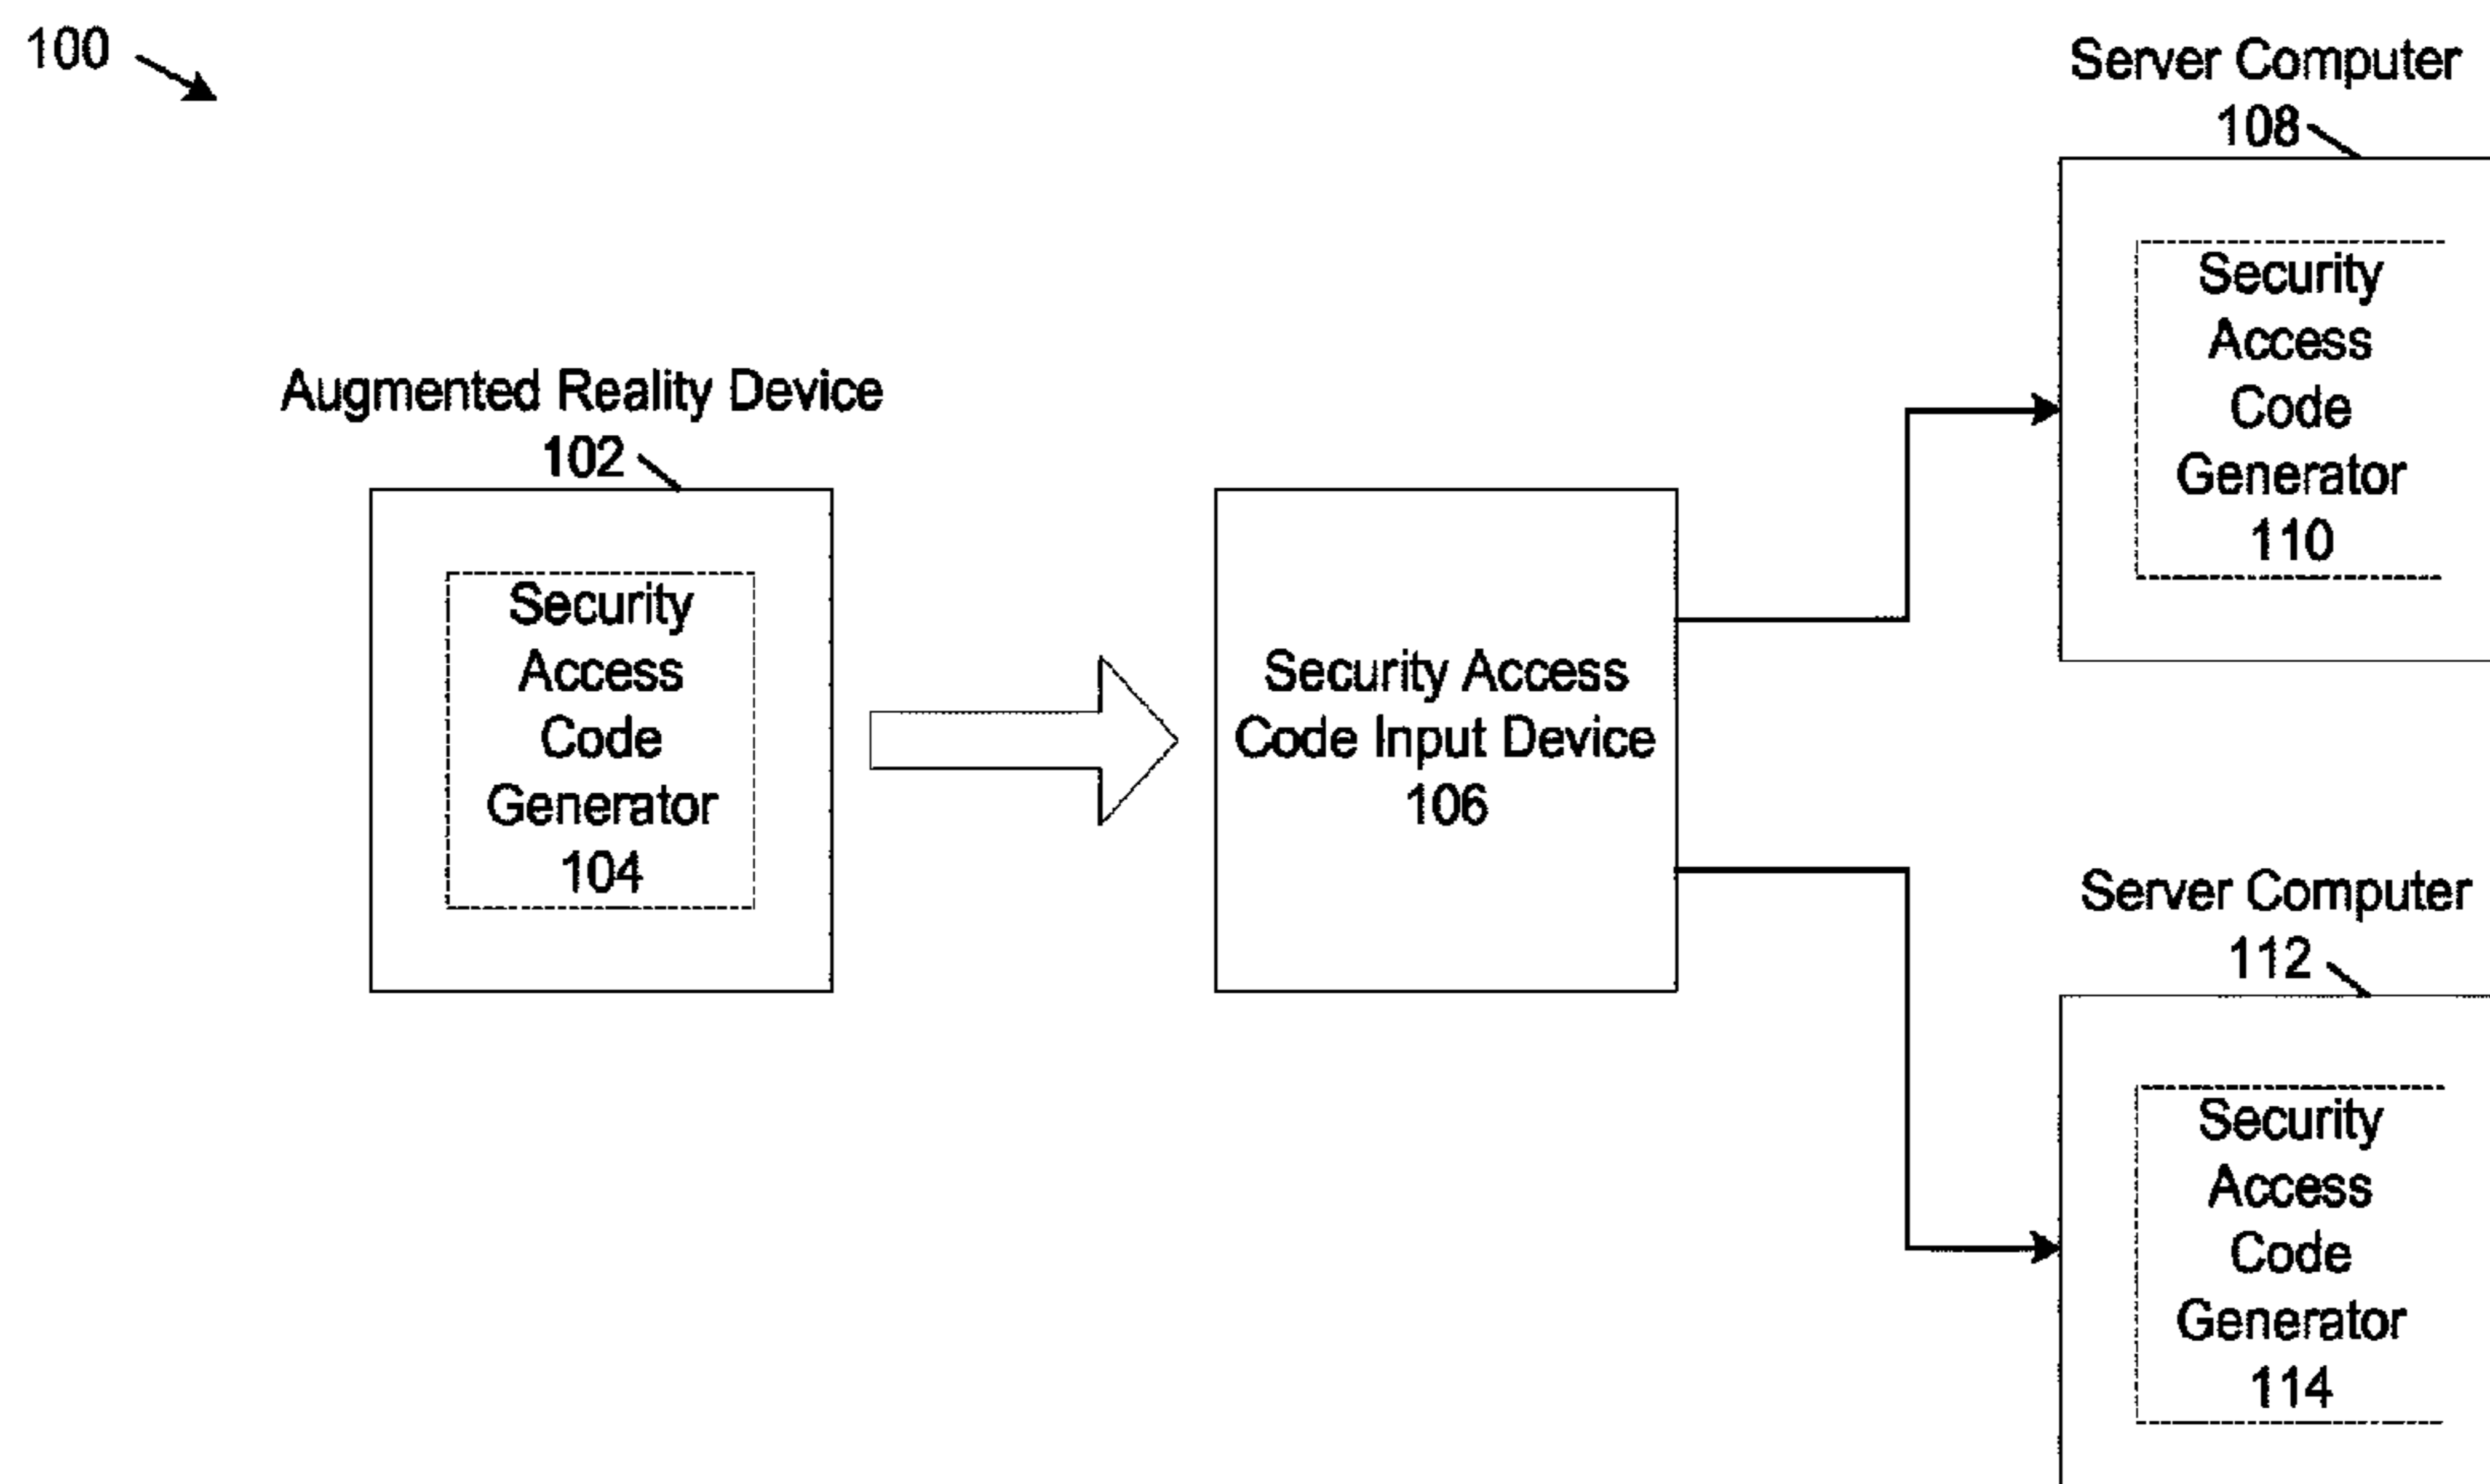 100
Server Computer
108
Security
Access
Code
Generator
110
Augmented Reality Device
102
Security
Access
Code
Generator
104
Security Access
Code Input Device
106
Server Computer
112
Security
Access
Code
Generator
114